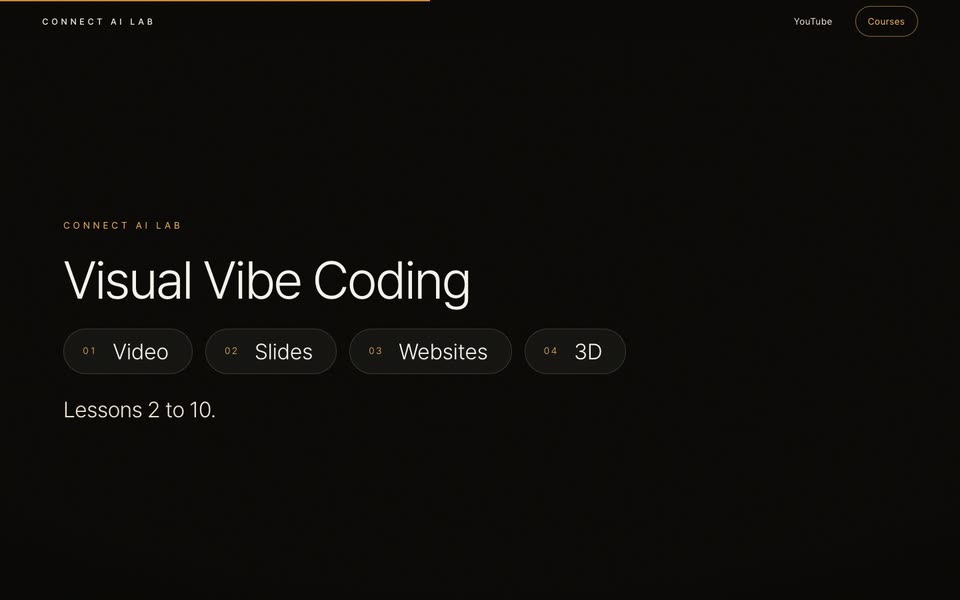 CONNECT AI LAB
YouTube
Courses
CONNECT AI LAB
Visual Vibe Coding
01 Video 02 Slides 03 Websites 04 3D
Lessons 2 to 10.